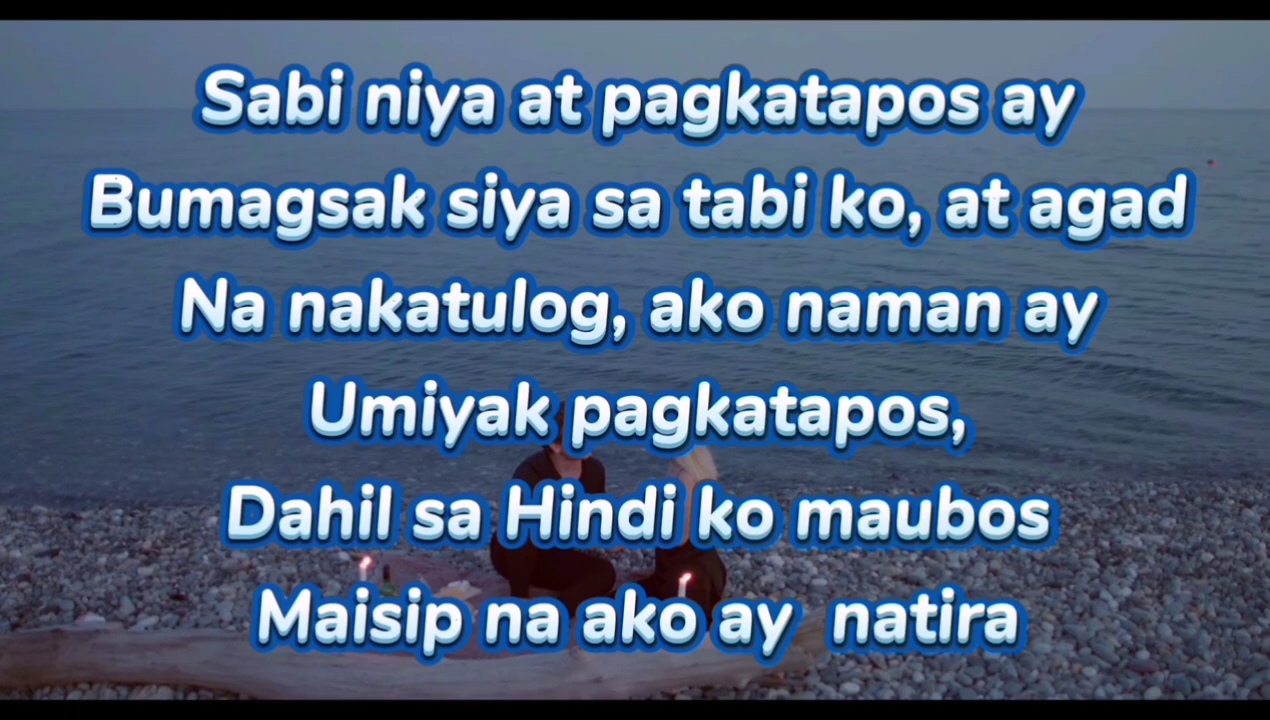 Sabi niya at pagkatapos ay
Bumagsak siya sa tabi ko, at agad
Na nakatulog, ako naman ay
Umiyak pagkatapos,
Dahil sa Hindi ko maubos
Maisip na ako ay natira